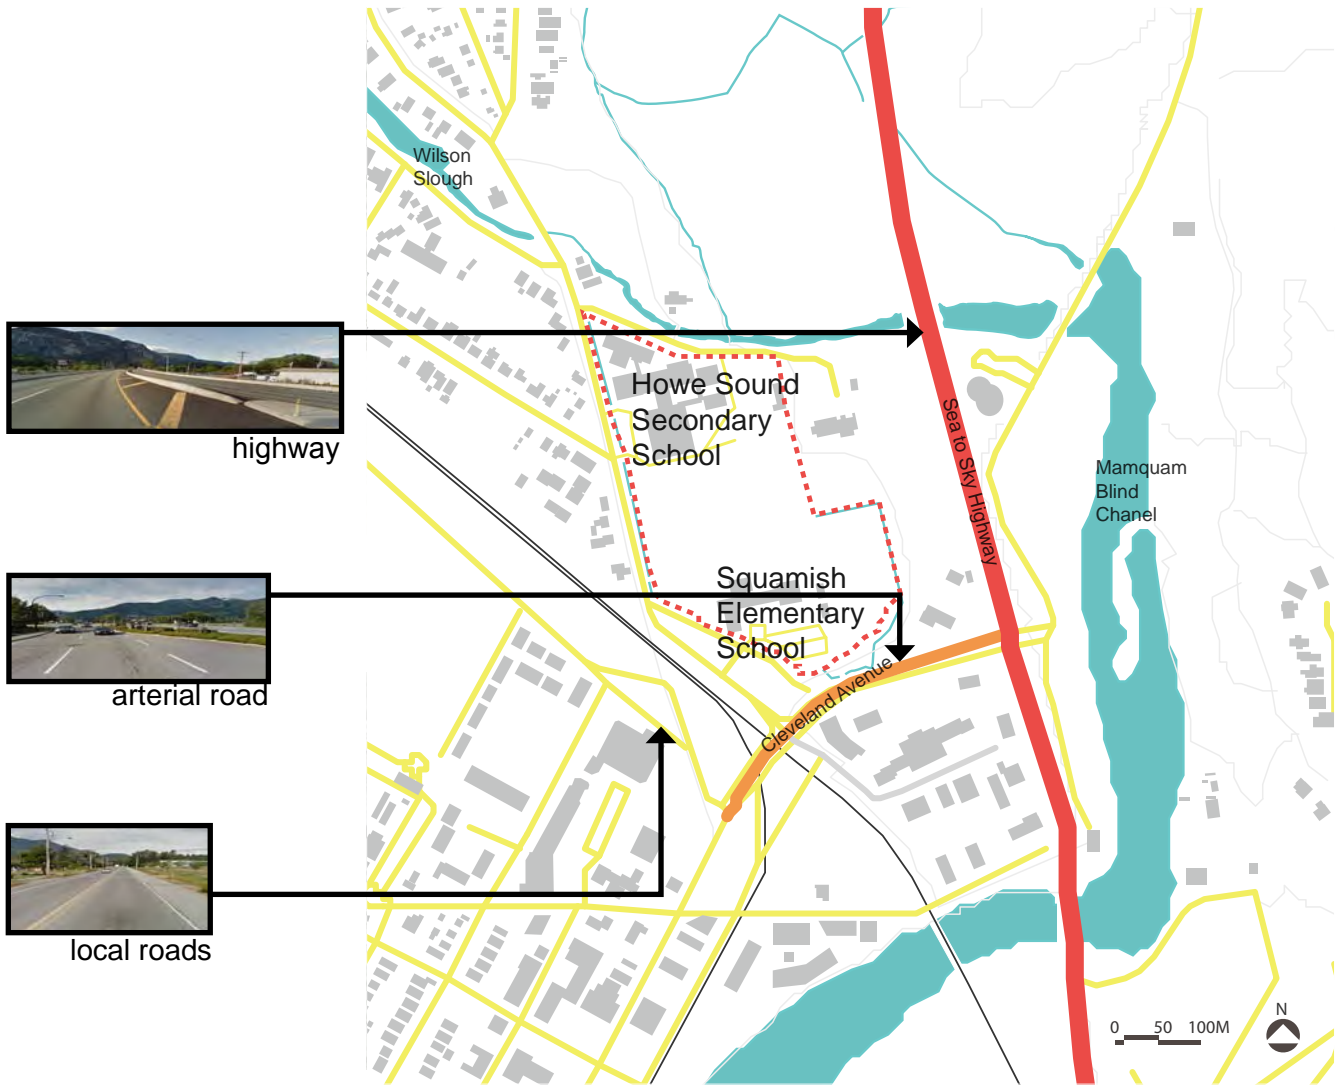 Wilson
Slough
highway
Howe Sound
Secondary
School
Sea to Sky Highway
Mamquam
Blind
Chanel
Squamish
Elementary
School
arterial road
Cleveland Avenue
local roads
0 50 100M
N